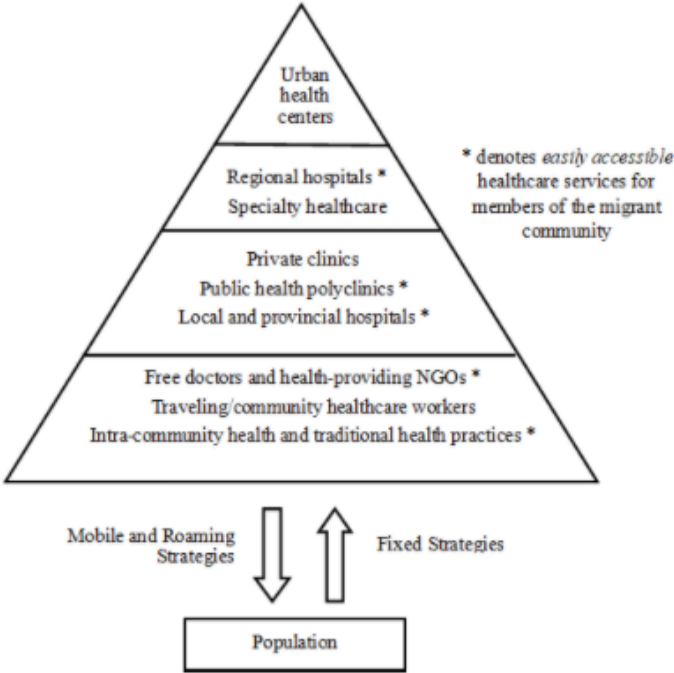 Urban
health
centers
Regional hospitals *
Specialty healthcare
* denotes easily accessible
healthcare services for
members of the migrant
community
Private clinics
Public health polyclinics *
Local and provincial hospitals *
Free doctors and health-providing NGOs *
Traveling/community healthcare workers
Intra-community health and traditional health practices *
Mobile and Roaming
Strategies
Fixed Strategies
Population